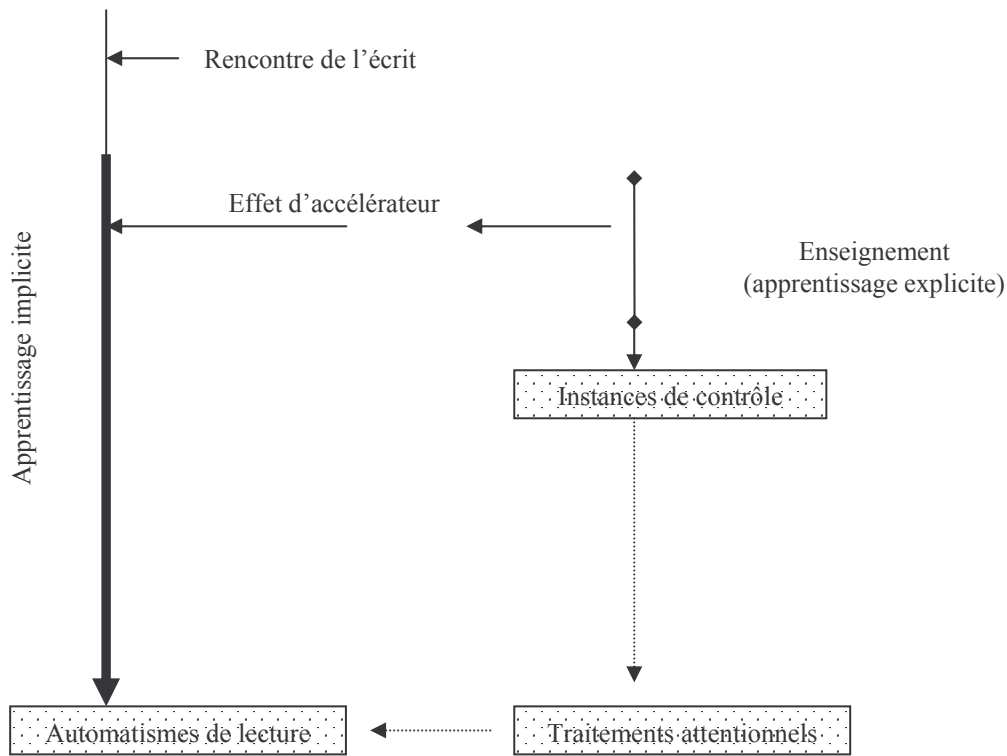 Rencontre de l’écrit
Effet d’accélérateur
Enseignement
(apprentissage explicite)
Apprentissage implicite
Instances de contrôle
Automatismes de lecture
Traitements attentionnels